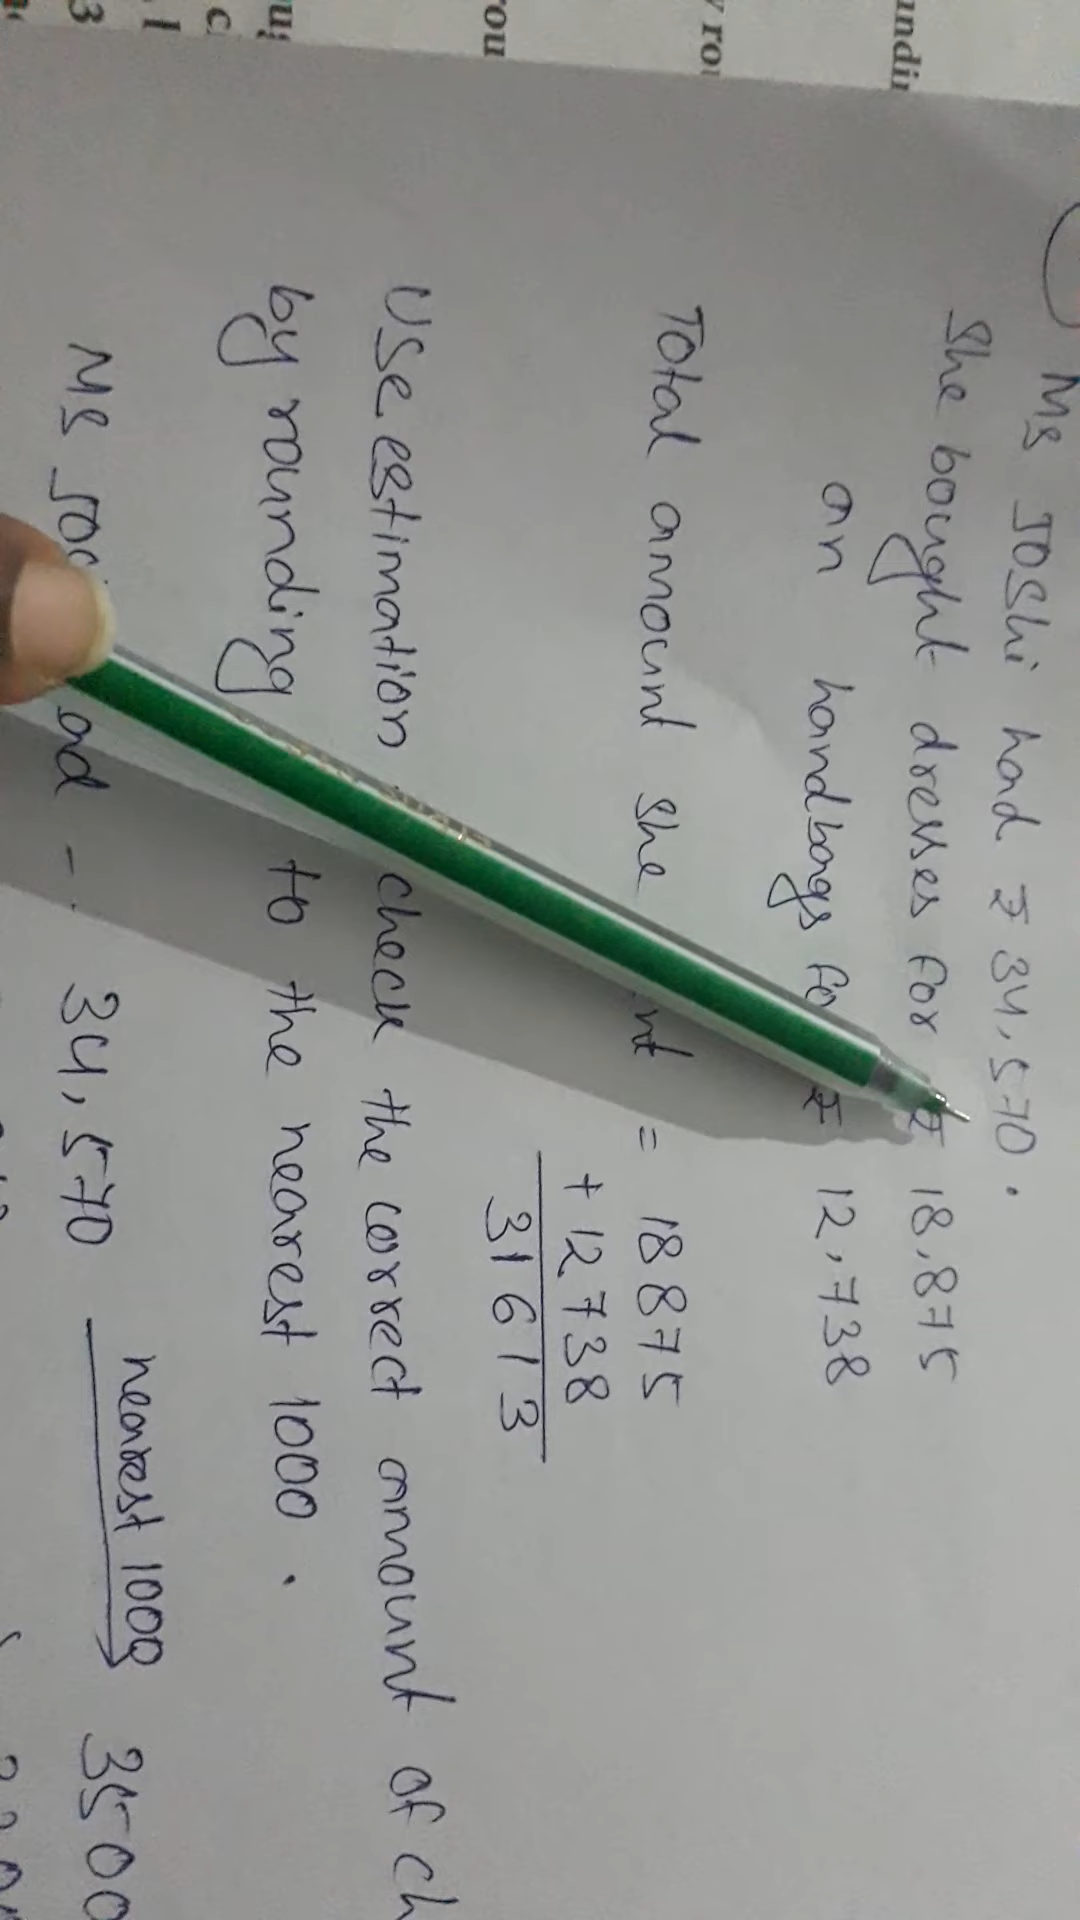 Ms Joshi had ₹ 34,570.
She bought dresses for ₹ 18,875
an handbags for ₹ 12,738
Total amount she = 18875
+ 12738
31613
Use estimation check the correct amount of ch
by rounding to the nearest 1000.
Ms 34,570 nearest 1000 3500